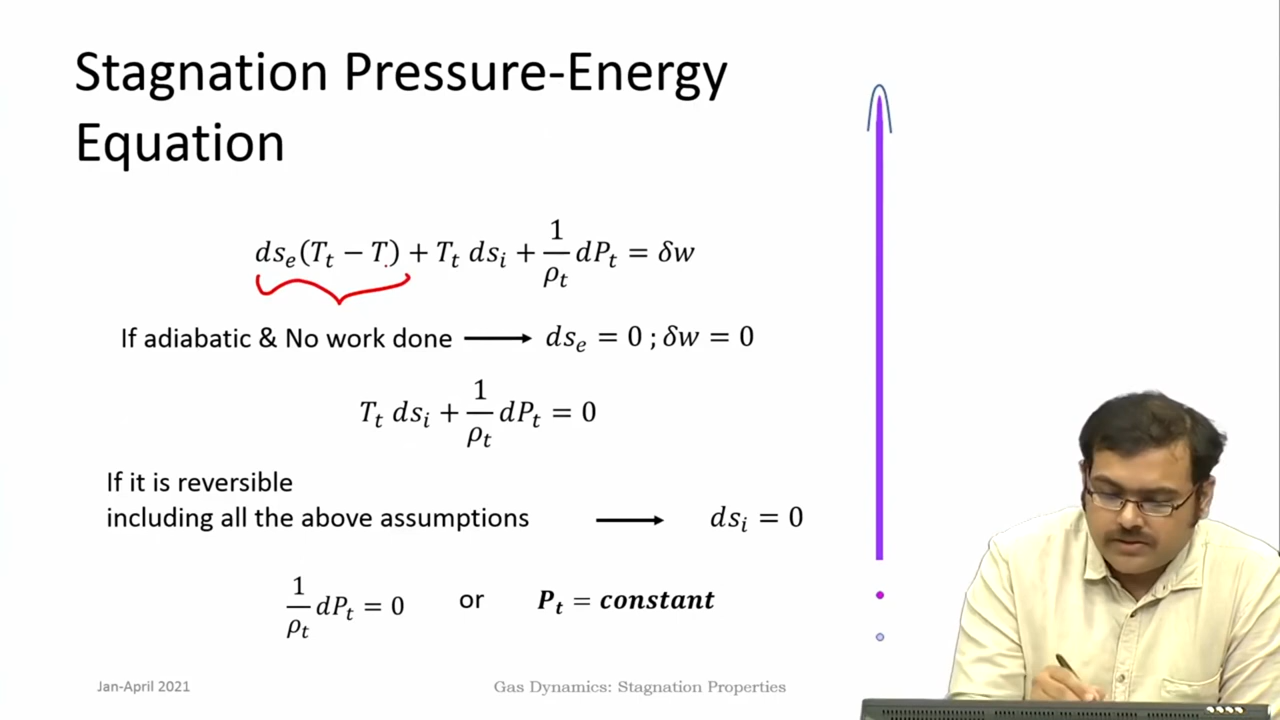 Stagnation Pressure-Energy
Equation
ds_e(T_t − T) + T_t ds_i + 1/ρ_t dP_t = δw
If adiabatic & No work done ⟶ ds_e = 0 ; δw = 0
T_t ds_i + 1/ρ_t dP_t = 0
If it is reversible
including all the above assumptions ⟶ ds_i = 0
1/ρ_t dP_t = 0 or P_t = constant
Jan-April 2021
Gas Dynamics: Stagnation Properties